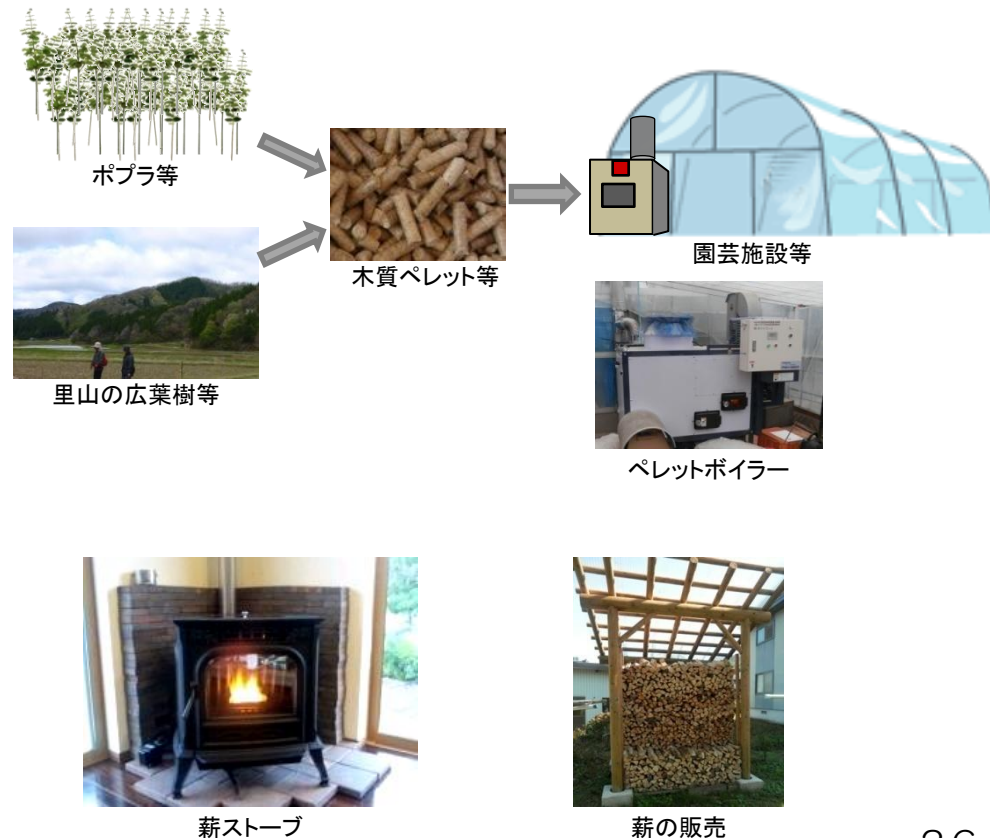 ポプラ等
里山の広葉樹等
木質ペレット等
園芸施設等
ペレットボイラー
薪ストーブ
薪の販売